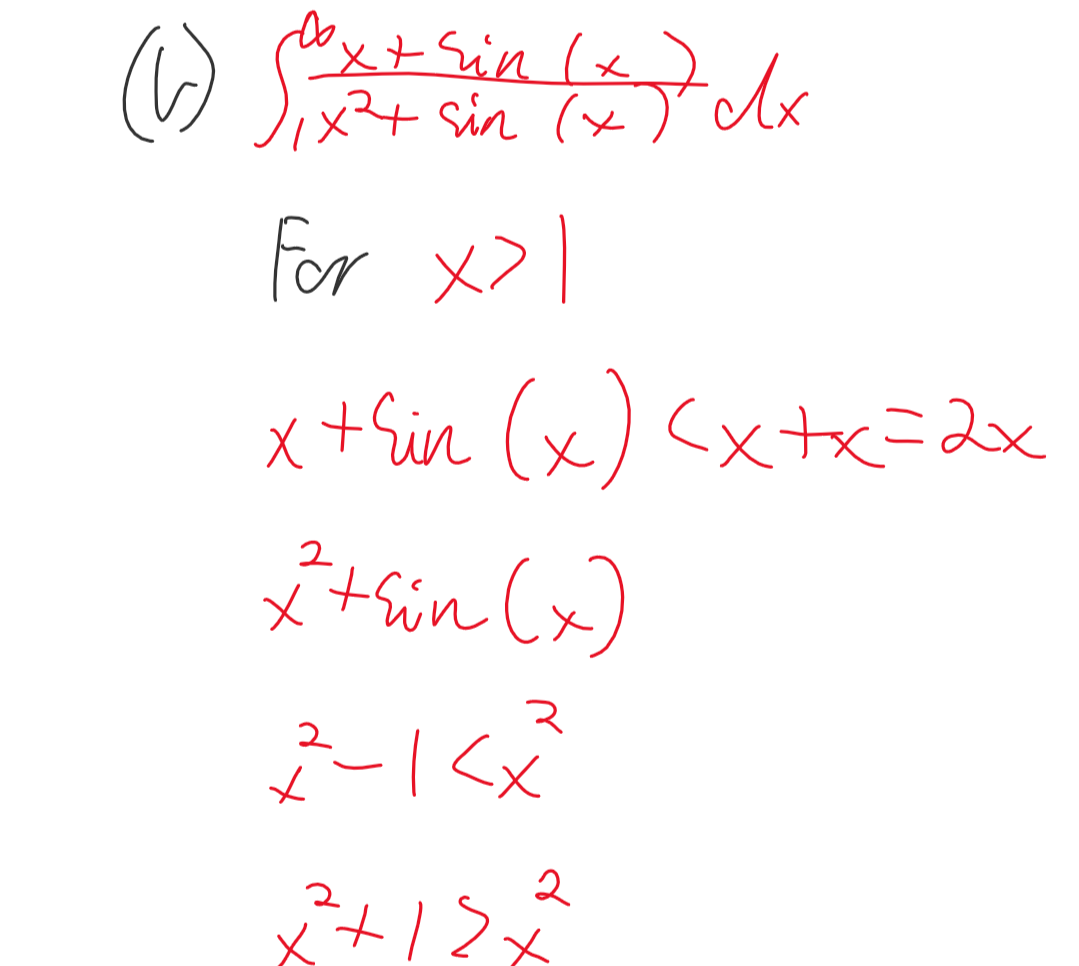 (b) ∫₁^∞ (x + sin (x))/(x² + sin (x)) dx
For x > 1
x + sin (x) < x + x = 2x
x² + sin (x)
x² - 1 < x²
x² + 1 > x²